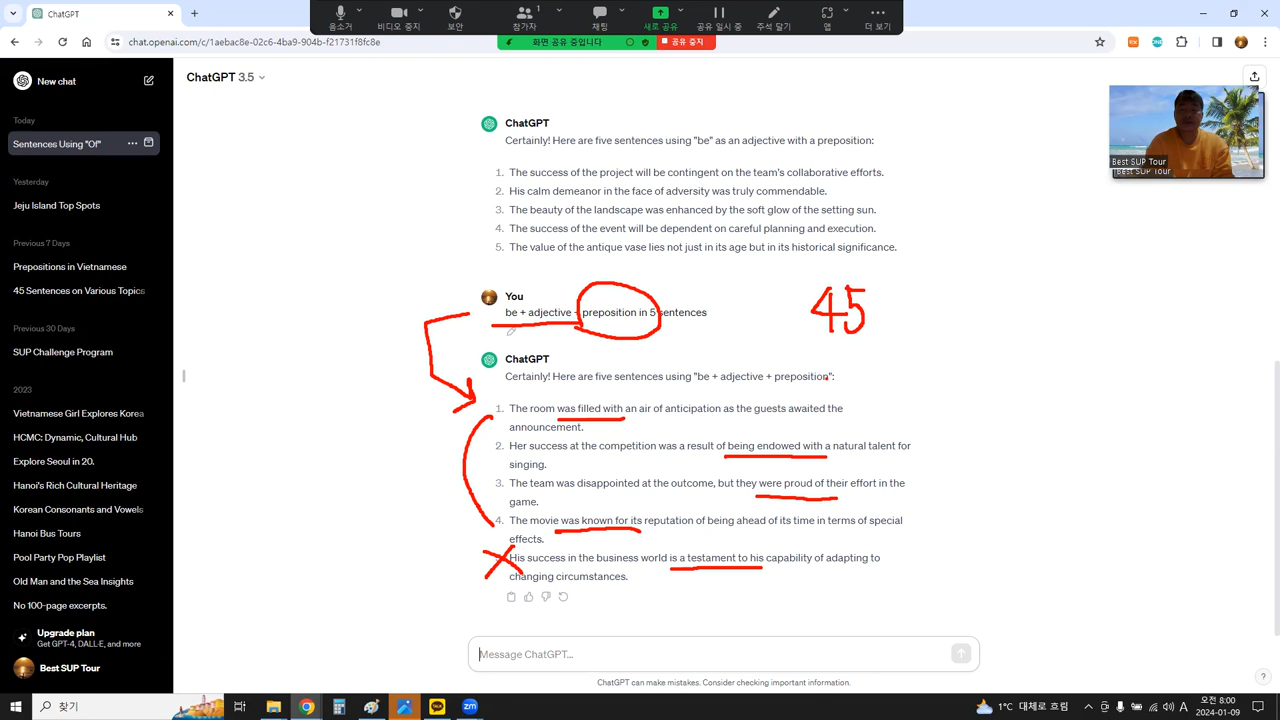 ChatGPT
음소거
비디오 중지
보안
1
참가자
채팅
새로 공유
공유 일시 중
주석 달기
앱
더 보기
chat.openai.com/c/1aebac8e-02c6-4ba9-904b-f21731f8fc8e
화면 공유 중입니다
공유 중지
New chat
ChatGPT 3.5
Today
Sentences Using "Of"
Yesterday
Jeju Island Top Spots
Previous 7 Days
Prepositions in Vietnamese
45 Sentences on Various Topics
Previous 30 Days
SUP Challenge Program
2023
Vietnamese Girl Explores Korea
HCMC: Dynamic, Cultural Hub
Explore Seoul in 20.
Hanoi's Rich Cultural Heritage
Korean Consonants and Vowels
Hanoi Bus Tours
Pool Party Pop Playlist
Old Man and the Sea Insights
No 100-page excerpts.
Upgrade plan
Get GPT-4, DALL·E, and more
Best SUP Tour
ChatGPT
Certainly! Here are five sentences using "be" as an adjective with a preposition:
1. The success of the project will be contingent on the team's collaborative efforts.
2. His calm demeanor in the face of adversity was truly commendable.
3. The beauty of the landscape was enhanced by the soft glow of the setting sun.
4. The success of the event will be dependent on careful planning and execution.
5. The value of the antique vase lies not just in its age but in its historical significance.
You
be + adjective + preposition in 5 sentences
45
ChatGPT
Certainly! Here are five sentences using "be + adjective + preposition":
1. The room was filled with an air of anticipation as the guests awaited the
announcement.
2. Her success at the competition was a result of being endowed with a natural talent for
singing.
3. The team was disappointed at the outcome, but they were proud of their effort in the
game.
4. The movie was known for its reputation of being ahead of its time in terms of special
effects.
His success in the business world is a testament to his capability of adapting to
changing circumstances.
Message ChatGPT...
ChatGPT can make mistakes. Consider checking important information.
Best SUP Tour
Best SUP Tour
찾기
1°C 대체로 흐림
A
오전 8:00
2024-01-09